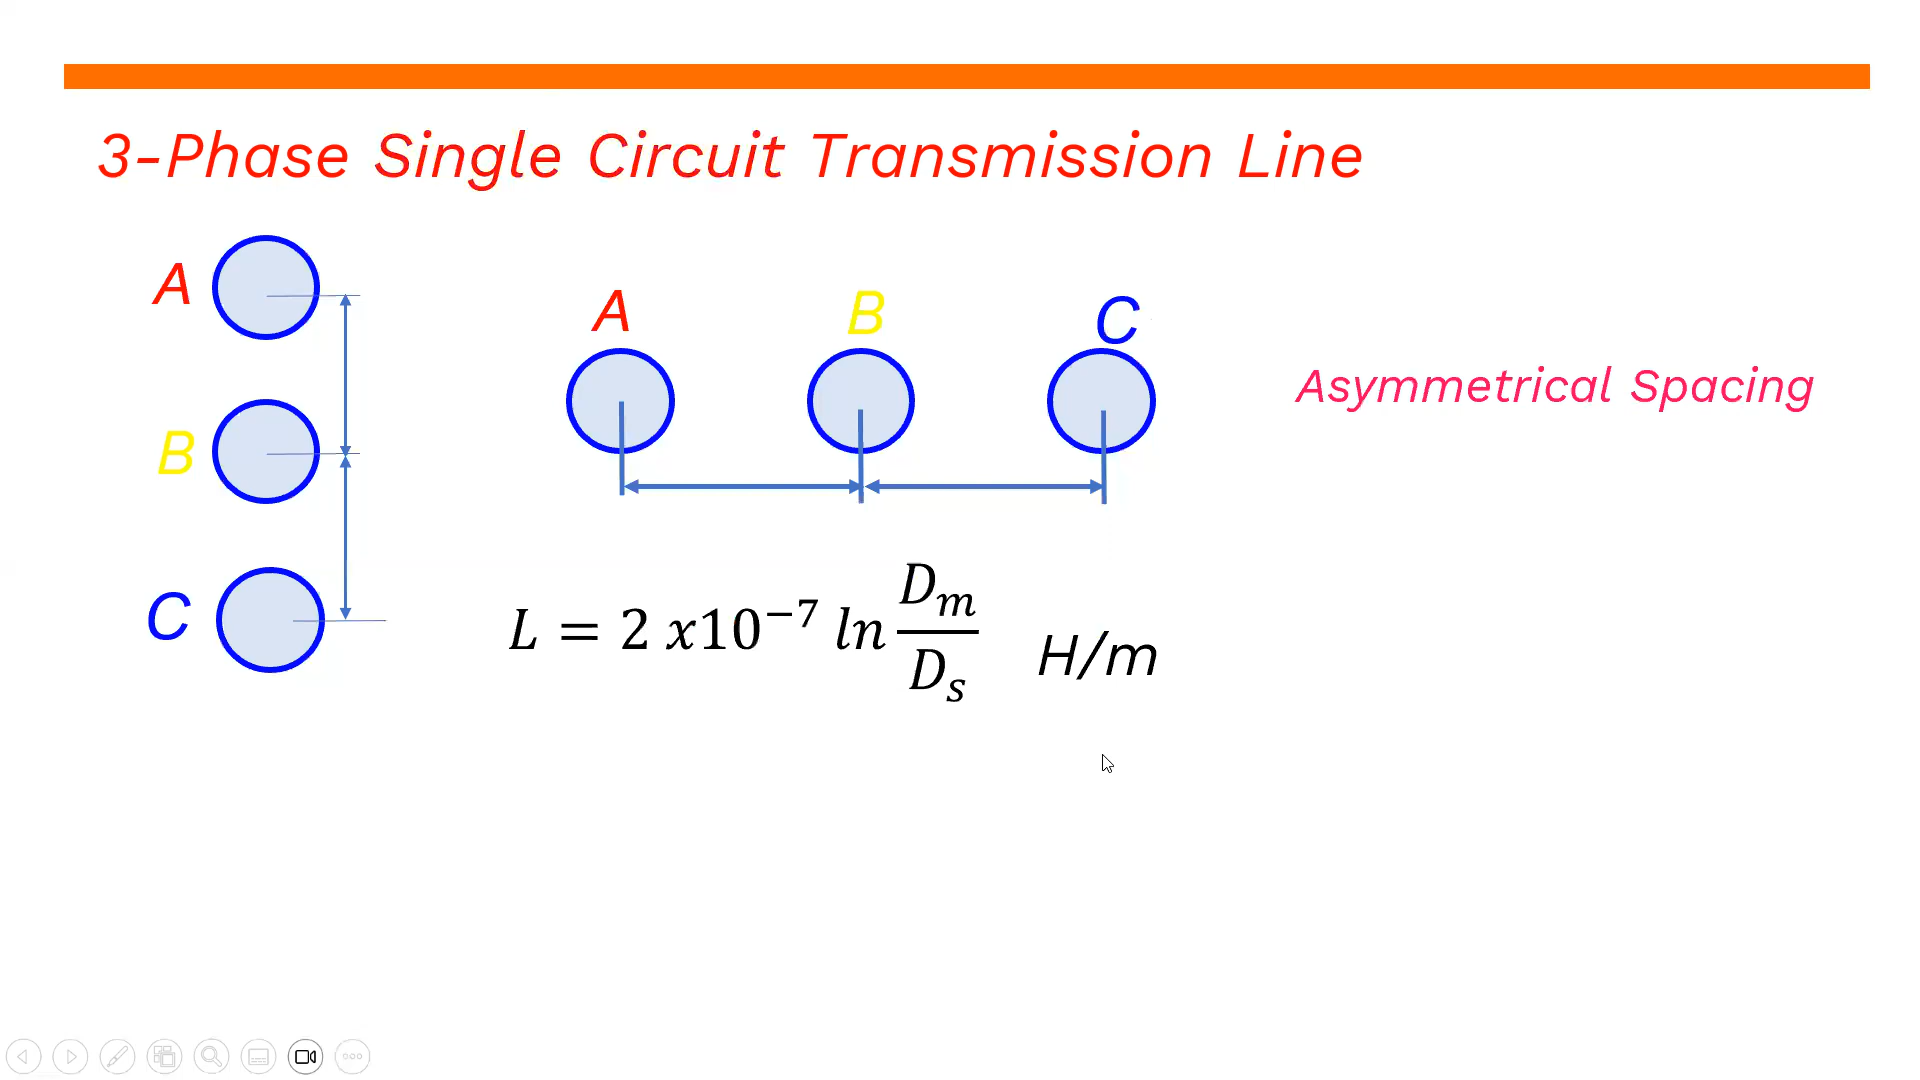 3-Phase Single Circuit Transmission Line
A
B
C
A B C
Asymmetrical Spacing
L = 2 x10⁻⁷ ln Dₘ/Dₛ H/m